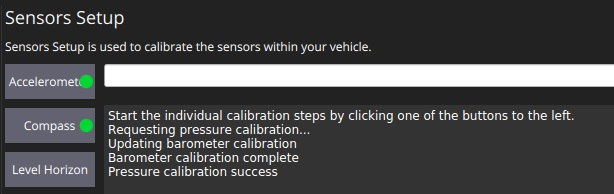 Sensors Setup
Sensors Setup is used to calibrate the sensors within your vehicle.
Acceleromet
Start the individual calibration steps by clicking one of the buttons to the left.
Compass
Requesting pressure calibration...
Updating barometer calibration
Barometer calibration complete
Level Horizon
Pressure calibration success